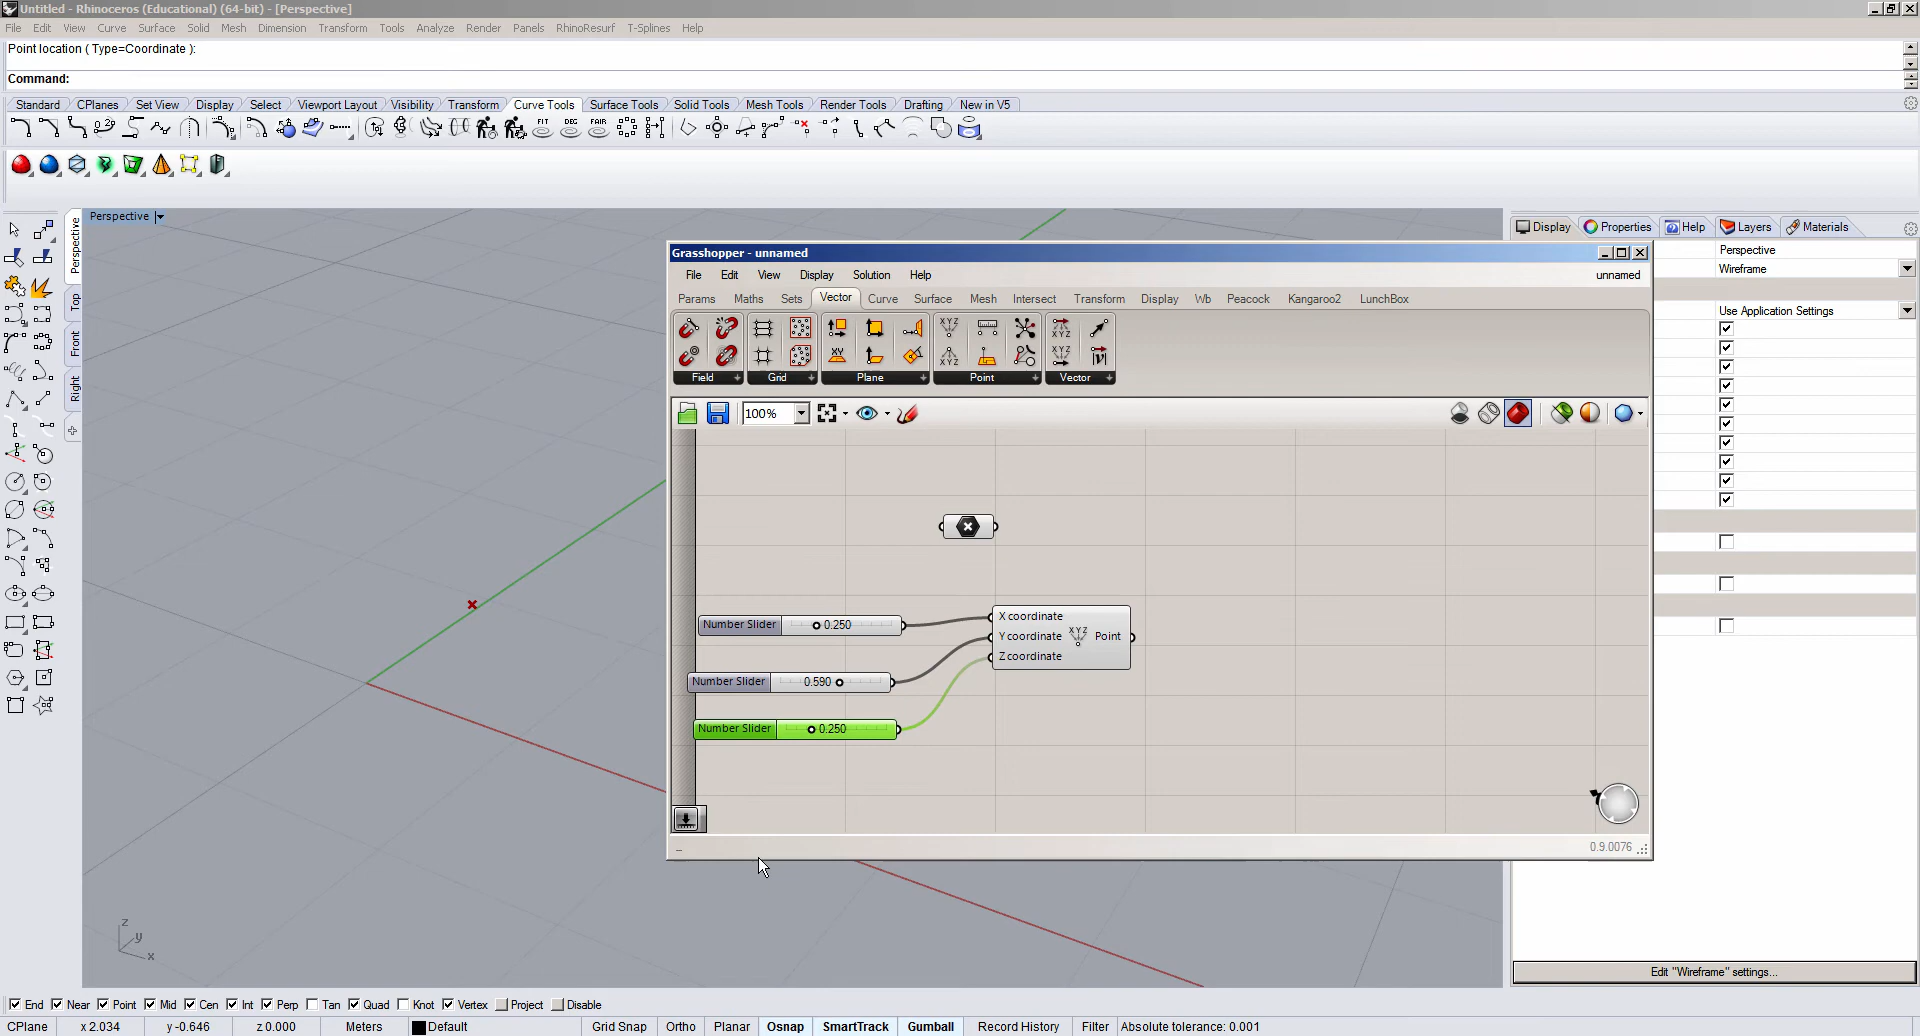 Untitled - Rhinoceros (Educational) (64-bit) - [Perspective]
File Edit View Curve Surface Solid Mesh Dimension Transform Tools Analyze Render Panels RhinoResurf T-Splines Help
Point location ( Type=Coordinate ):
Command:
Standard CPlanes Set View Display Select Viewport Layout Visibility Transform Curve Tools Surface Tools Solid Tools Mesh Tools Render Tools Drafting New in V5
FIT DEG FAIR
Perspective
Perspective
Top
Front
Right
Display Properties Help Layers Materials
Perspective
Wireframe
Use Application Settings
Grasshopper - unnamed
File Edit View Display Solution Help unnamed
Params Maths Sets Vector Curve Surface Mesh Intersect Transform Display Wb Peacock Kangaroo2 LunchBox
Field Grid Plane Point Vector
100%
Number Slider 0.250
Number Slider 0.590
Number Slider 0.250
X coordinate
Y coordinate XYZ Point
Z coordinate
0.9.0076
z
y
x
Edit "Wireframe" settings...
End Near Point Mid Cen Int Perp Tan Quad Knot Vertex Project Disable
CPlane x 2.034 y -0.646 z 0.000 Meters Default Grid Snap Ortho Planar Osnap SmartTrack Gumball Record History Filter Absolute tolerance: 0.001